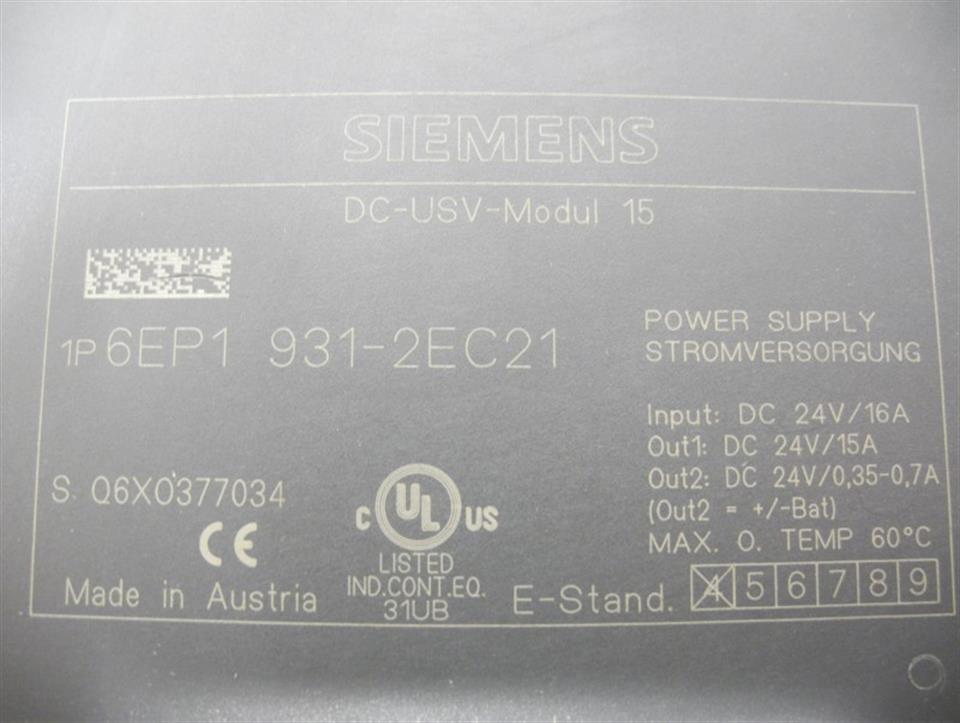 SIEMENS
DC-USV-Modul 15
1P 6EP1 931-2EC21
POWER SUPPLY
STROMVERSORGUNG
Input: DC 24V/16A
Out1: DC 24V/15A
Out2: DC 24V/0,35-0,7A
(Out2 = +/-Bat)
MAX. O. TEMP 60°C
S Q6X0377034
CE
C UL US
LISTED
IND.CONT.EQ.
31UB
Made in Austria
E-Stand. 4 5 6 7 8 9